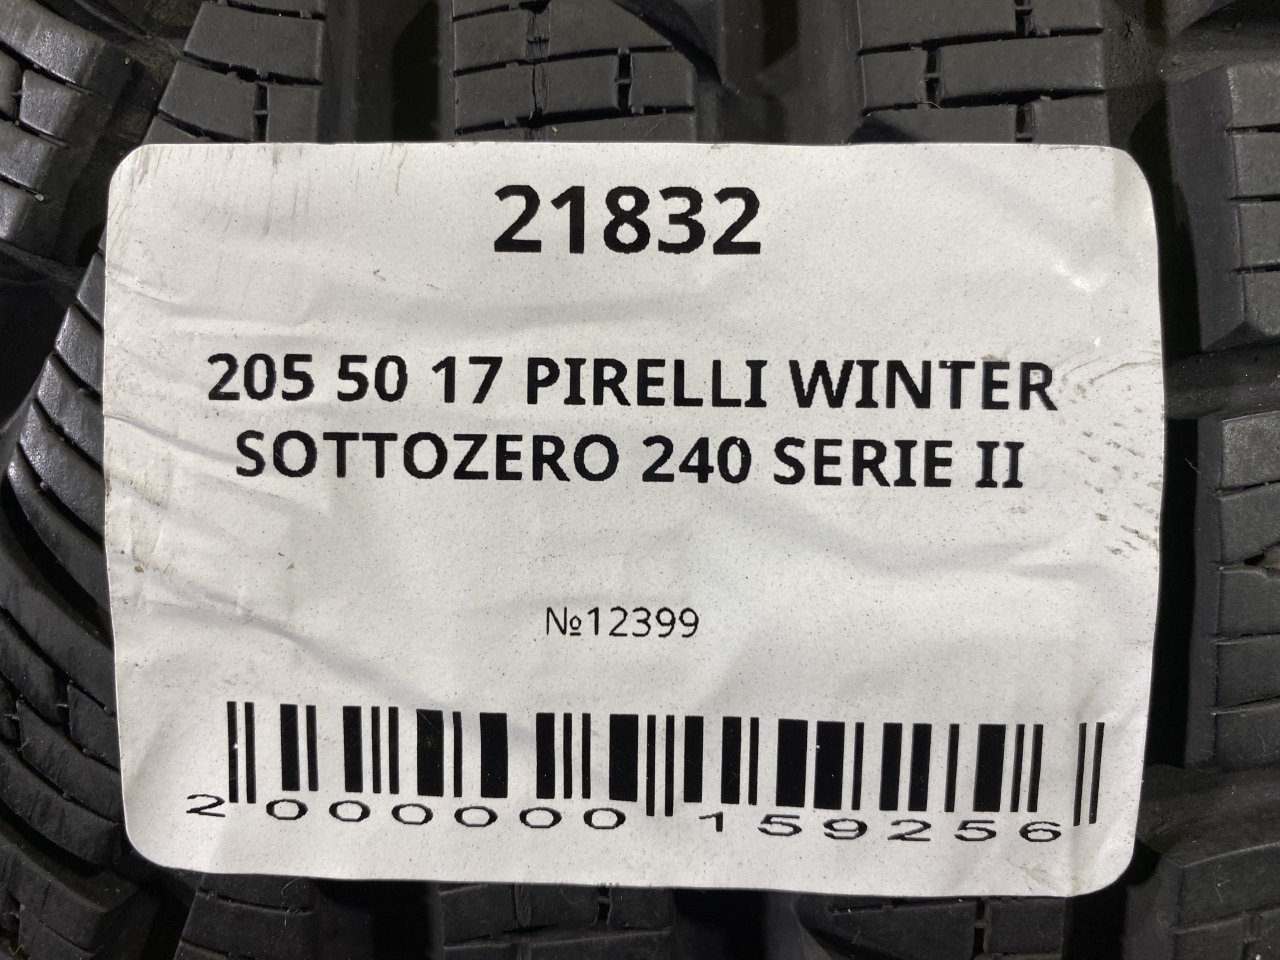 21832
205 50 17 PIRELLI WINTER
SOTTOZERO 240 SERIE II
№12399
2 000000 159256